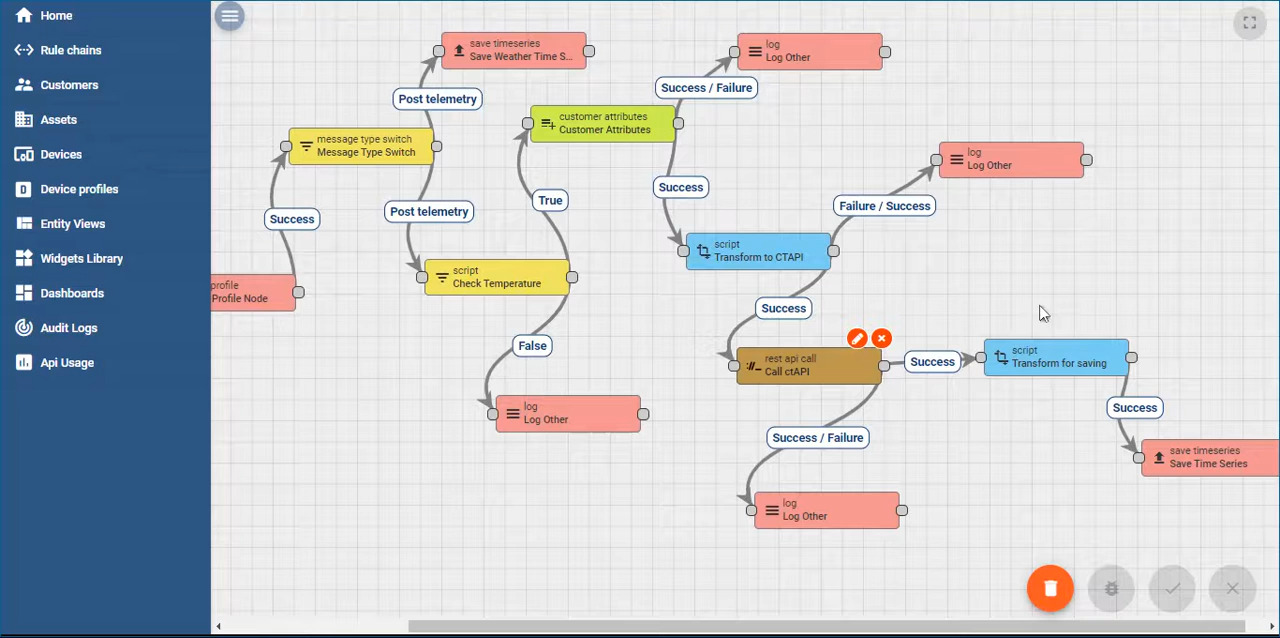 Home
Rule chains
Customers
Assets
Devices
Device profiles
Entity Views
Widgets Library
Dashboards
Audit Logs
Api Usage
save timeseries
Save Weather Time S...
log
Log Other
Success / Failure
Post telemetry
customer attributes
Customer Attributes
message type switch
Message Type Switch
log
Log Other
Success
True
Failure / Success
Post telemetry
Success
script
Transform to CTAPI
script
Check Temperature
profile
Profile Node
Success
False
rest api call
Call ctAPI
Success
script
Transform for saving
log
Log Other
Success
Success / Failure
save timeseries
Save Time Series
log
Log Other